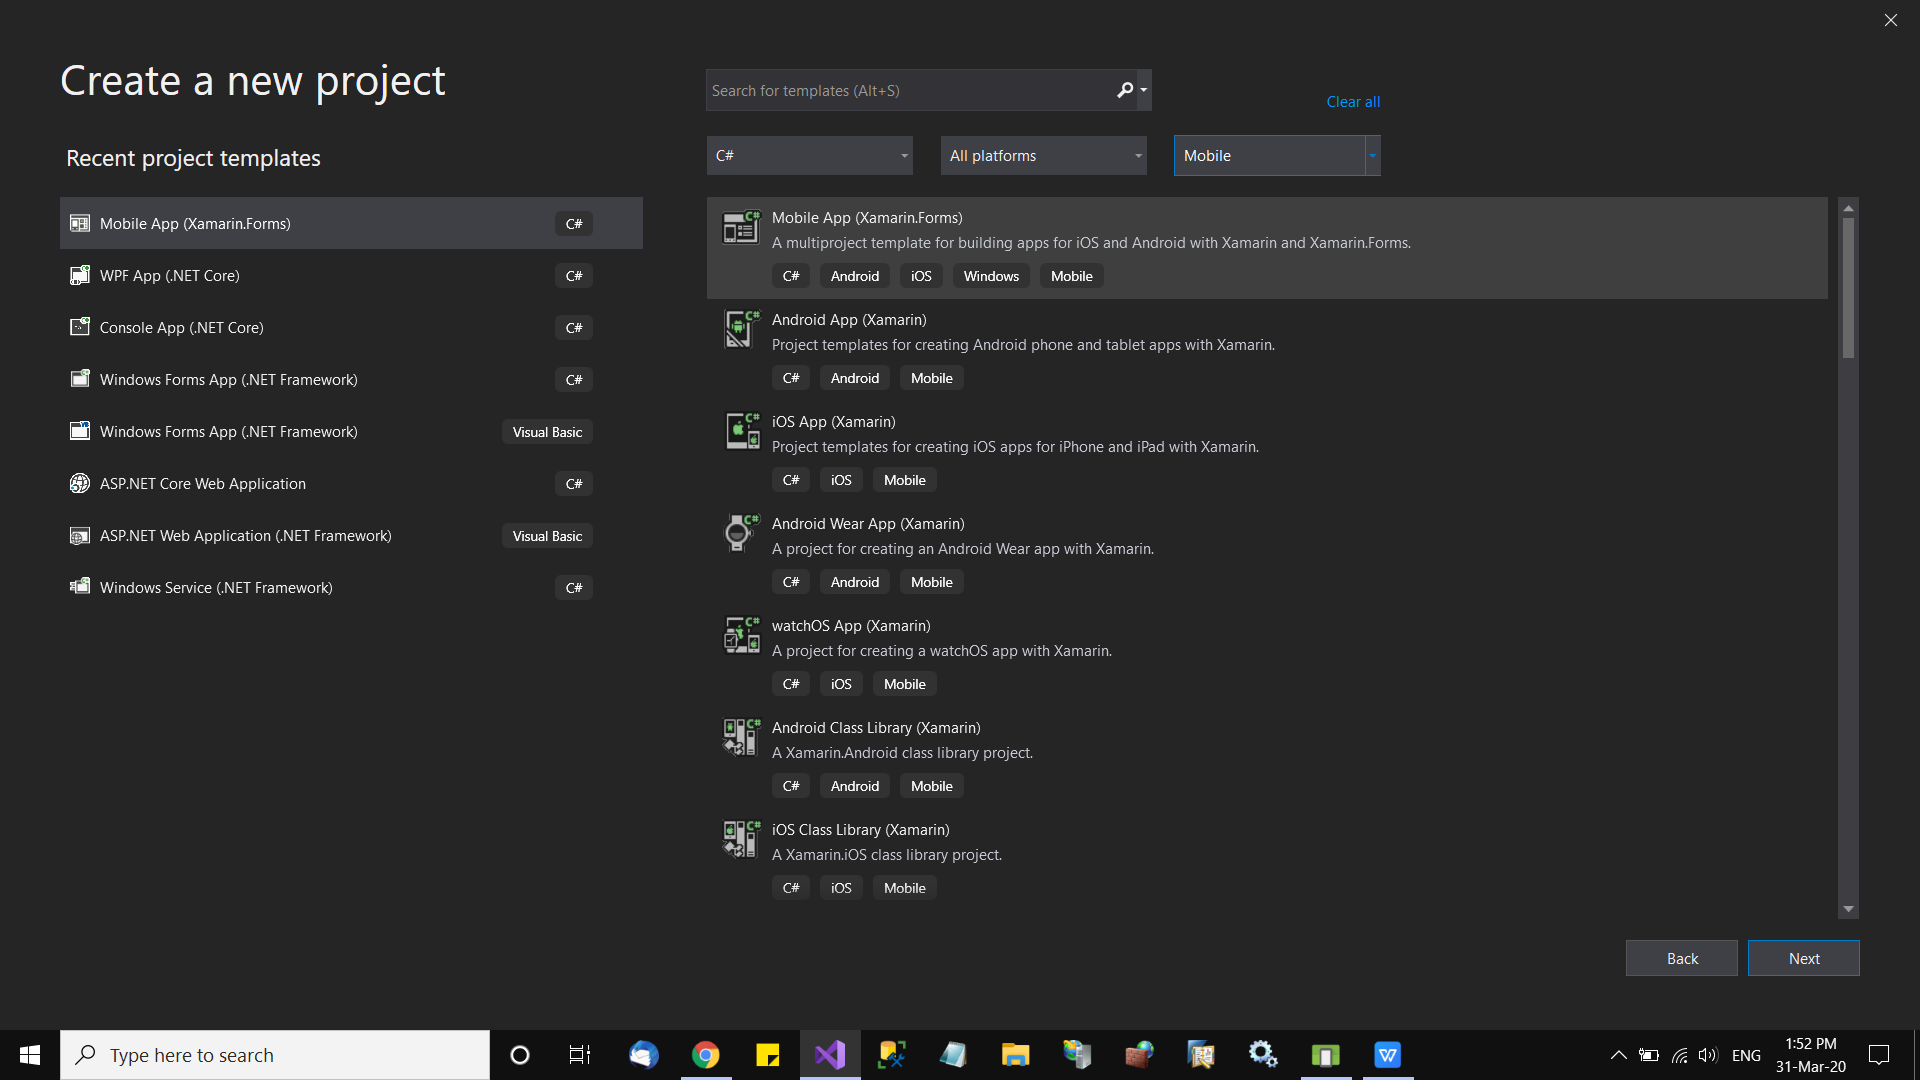 Create a new project
Search for templates (Alt+S)
Clear all
C#
All platforms
Mobile
Recent project templates
Mobile App (Xamarin.Forms) C#
WPF App (.NET Core) C#
Console App (.NET Core) C#
Windows Forms App (.NET Framework) C#
Windows Forms App (.NET Framework) Visual Basic
ASP.NET Core Web Application C#
ASP.NET Web Application (.NET Framework) Visual Basic
Windows Service (.NET Framework) C#
Mobile App (Xamarin.Forms)
A multiproject template for building apps for iOS and Android with Xamarin and Xamarin.Forms.
C# Android iOS Windows Mobile
Android App (Xamarin)
Project templates for creating Android phone and tablet apps with Xamarin.
C# Android Mobile
iOS App (Xamarin)
Project templates for creating iOS apps for iPhone and iPad with Xamarin.
C# iOS Mobile
Android Wear App (Xamarin)
A project for creating an Android Wear app with Xamarin.
C# Android Mobile
watchOS App (Xamarin)
A project for creating a watchOS app with Xamarin.
C# iOS Mobile
Android Class Library (Xamarin)
A Xamarin.Android class library project.
C# Android Mobile
iOS Class Library (Xamarin)
A Xamarin.iOS class library project.
C# iOS Mobile
Back
Next
Type here to search
ENG
1:52 PM
31-Mar-20